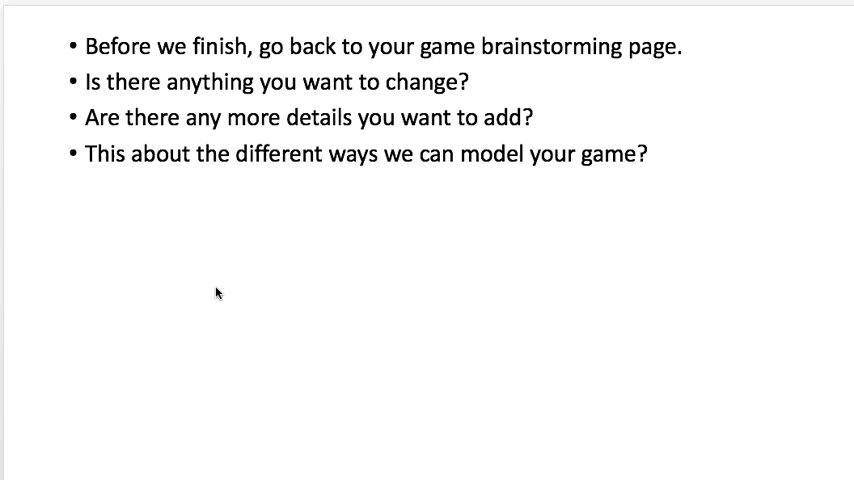 • Before we finish, go back to your game brainstorming page.
• Is there anything you want to change?
• Are there any more details you want to add?
• This about the different ways we can model your game?